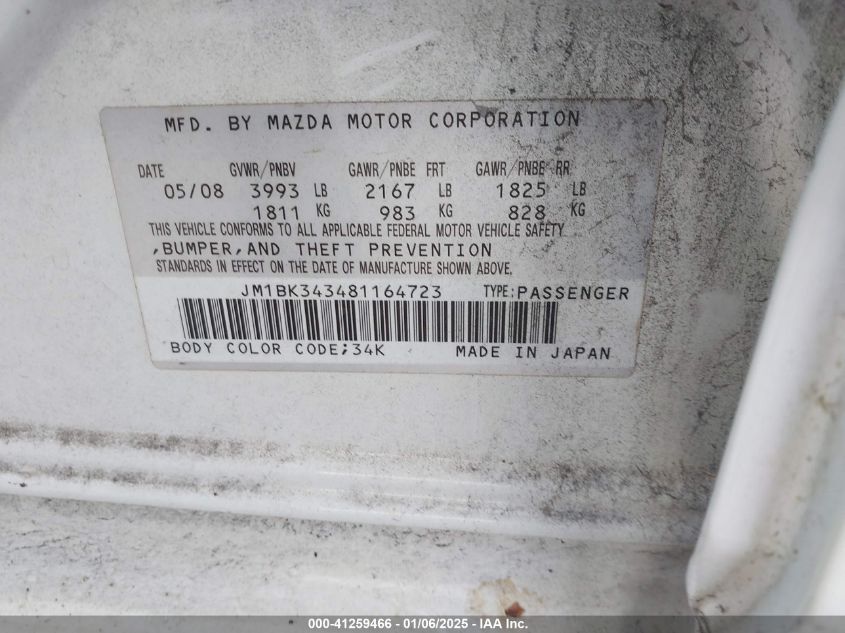 MFD. BY MAZDA MOTOR CORPORATION
DATE GVWR/PNBV GAWR/PNBE FRT GAWR/PNBE RR
05/08 3993 LB 2167 LB 1825 LB
1811 KG 983 KG 828 KG
THIS VEHICLE CONFORMS TO ALL APPLICABLE FEDERAL MOTOR VEHICLE SAFETY
,BUMPER,AND THEFT PREVENTION
STANDARDS IN EFFECT ON THE DATE OF MANUFACTURE SHOWN ABOVE.
JM1BK343481164723 TYPE:PASSENGER
BODY COLOR CODE;34K MADE IN JAPAN
000-41259466 - 01/06/2025 - IAA Inc.